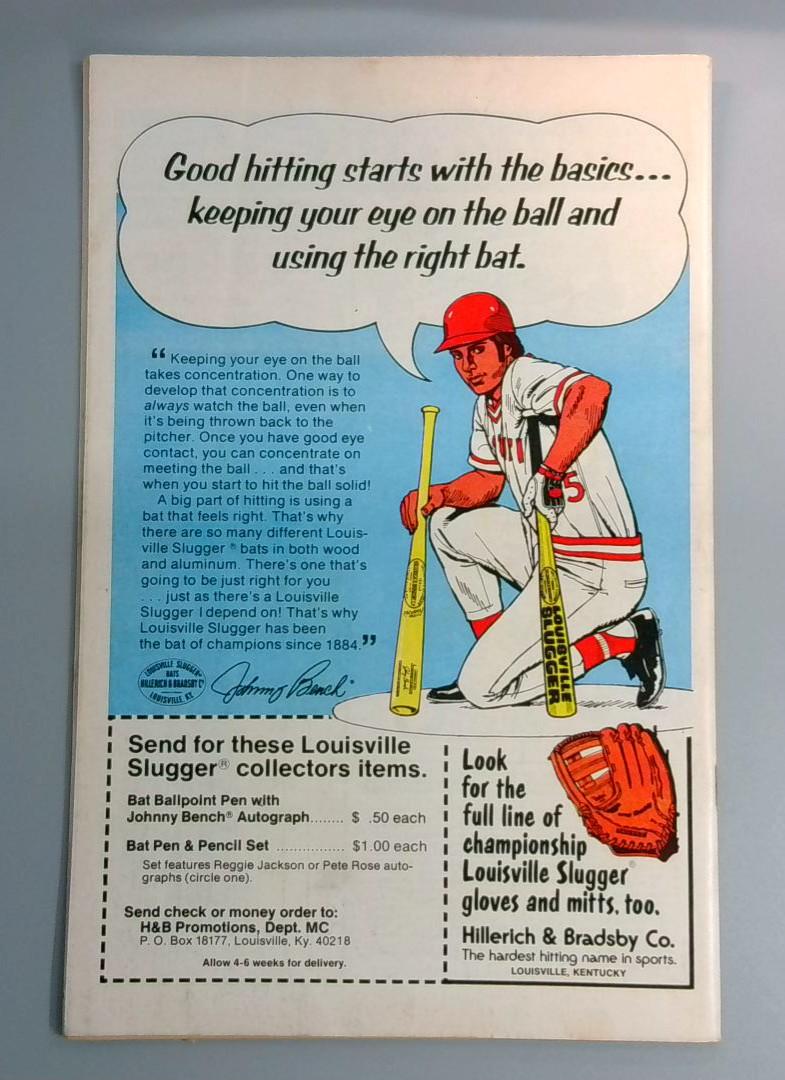 Good hitting starts with the basics...
keeping your eye on the ball and
using the right bat.
“ Keeping your eye on the ball
takes concentration. One way to
develop that concentration is to
always watch the ball, even when
it's being thrown back to the
pitcher. Once you have good eye
contact, you can concentrate on
meeting the ball . . . and that's
when you start to hit the ball solid!
A big part of hitting is using a
bat that feels right. That's why
there are so many different Louis-
ville Slugger ® bats in both wood
and aluminum. There's one that's
going to be just right for you
. . . just as there's a Louisville
Slugger I depend on! That's why
Louisville Slugger has been
the bat of champions since 1884.”
LOUISVILLE SLUGGER
BATS
HILLERICH & BRADSBY Co
LOUISVILLE, KY.
Johnny Bench®
5
LOUISVILLE
SLUGGER
Send for these Louisville
Slugger® collectors items.
Bat Ballpoint Pen with
Johnny Bench® Autograph........ $ .50 each
Bat Pen & Pencil Set ................ $1.00 each
Set features Reggie Jackson or Pete Rose auto-
graphs (circle one).
Send check or money order to:
H&B Promotions, Dept. MC
P. O. Box 18177, Louisville, Ky. 40218
Allow 4-6 weeks for delivery.
Look
for the
full line of
championship
Louisville Slugger®
gloves and mitts, too.
Hillerich & Bradsby Co.
The hardest hitting name in sports.
LOUISVILLE, KENTUCKY